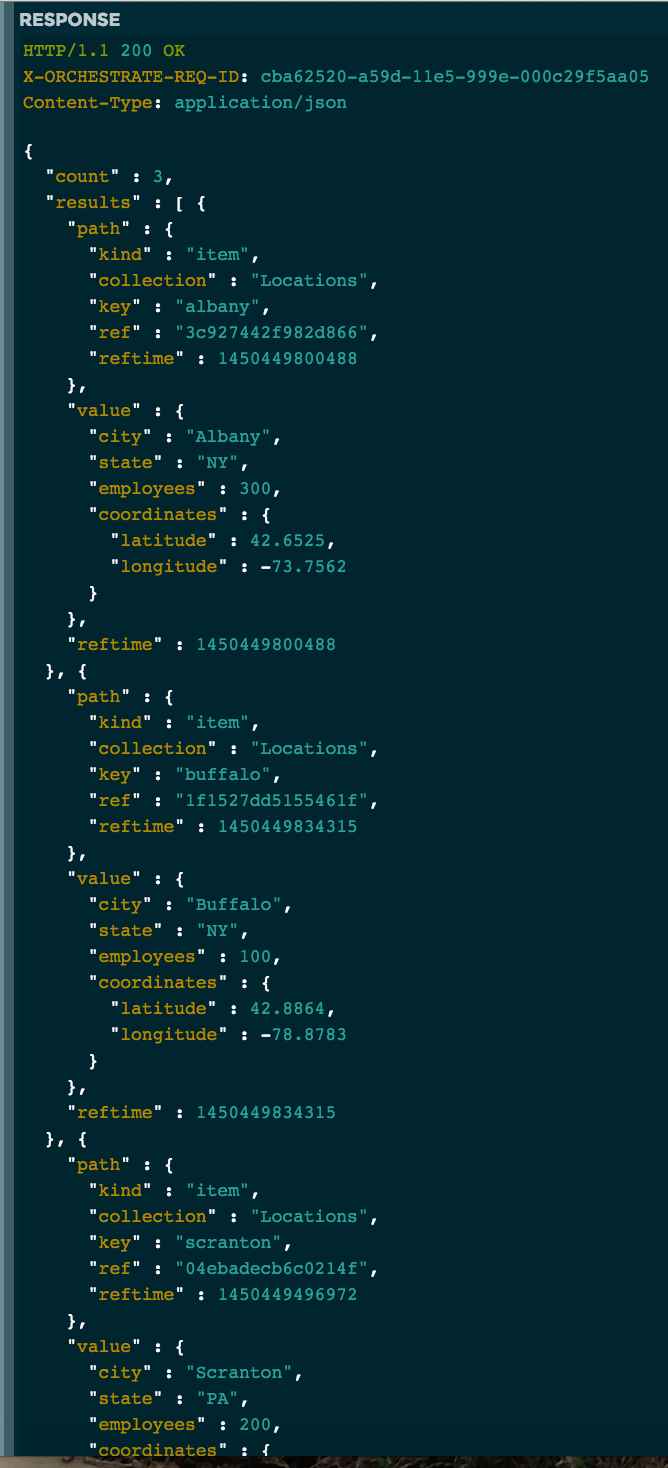 RESPONSE
HTTP/1.1 200 OK
X-ORCHESTRATE-REQ-ID: cba62520-a59d-11e5-999e-000c29f5aa05
Content-Type: application/json
{
  "count" : 3,
  "results" : [ {
    "path" : {
      "kind" : "item",
      "collection" : "Locations",
      "key" : "albany",
      "ref" : "3c927442f982d866",
      "reftime" : 1450449800488
    },
    "value" : {
      "city" : "Albany",
      "state" : "NY",
      "employees" : 300,
      "coordinates" : {
        "latitude" : 42.6525,
        "longitude" : -73.7562
      }
    },
    "reftime" : 1450449800488
  }, {
    "path" : {
      "kind" : "item",
      "collection" : "Locations",
      "key" : "buffalo",
      "ref" : "1f1527dd5155461f",
      "reftime" : 1450449834315
    },
    "value" : {
      "city" : "Buffalo",
      "state" : "NY",
      "employees" : 100,
      "coordinates" : {
        "latitude" : 42.8864,
        "longitude" : -78.8783
      }
    },
    "reftime" : 1450449834315
  }, {
    "path" : {
      "kind" : "item",
      "collection" : "Locations",
      "key" : "scranton",
      "ref" : "04ebadecb6c0214f",
      "reftime" : 1450449496972
    },
    "value" : {
      "city" : "Scranton",
      "state" : "PA",
      "employees" : 200,
      "coordinates" : {